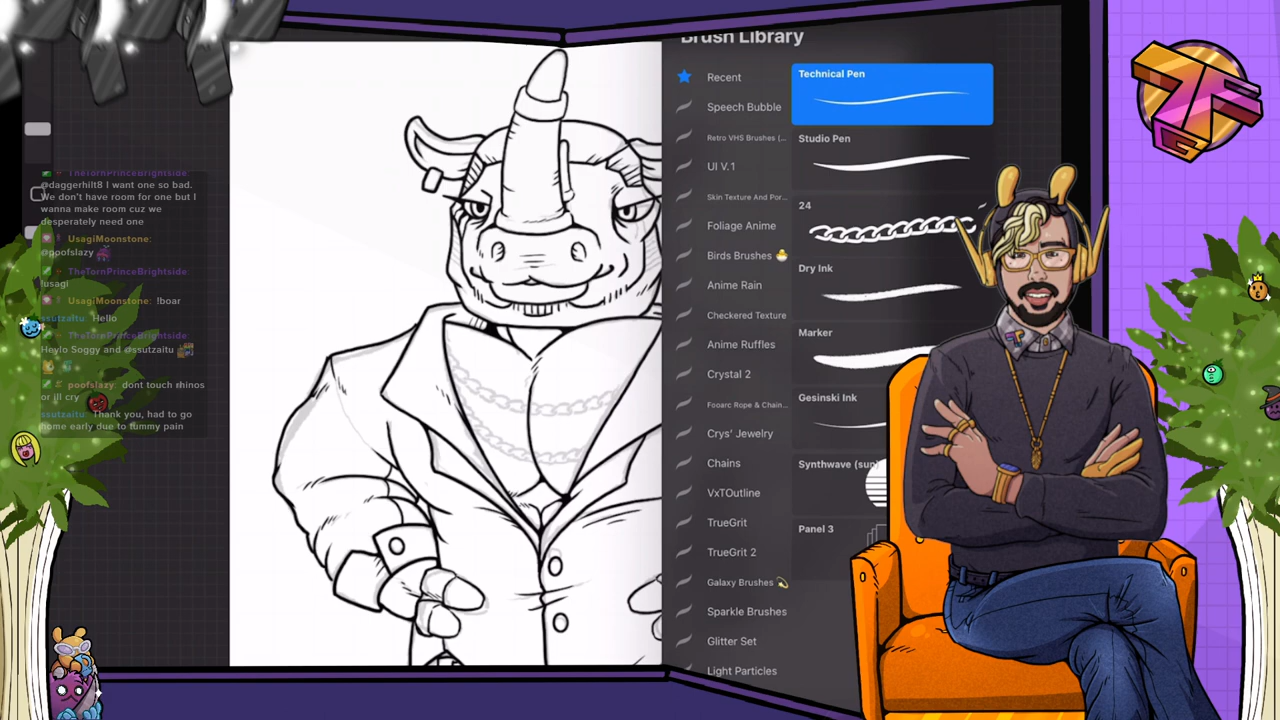 TheTornPrinceBrightside:
@daggerhilt8 I want one so bad.
We don't have room for one but I
wanna make room cuz we
desperately need one
UsagiMoonstone:
@poofslazy
TheTornPrinceBrightside:
!usagi
UsagiMoonstone: !boar
ssutzaitu: Hello
TheTornPrinceBrightside:
Heylo Soggy and @ssutzaitu
poofslazy: dont touch rhinos
or ill cry
ssutzaitu: Thank you, had to go
home early due to tummy pain
Brush Library
Recent
Speech Bubble
Retro VHS Brushes (...
UI V.1
Skin Texture And Por...
Foliage Anime
Birds Brushes 🐣
Anime Rain
Checkered Texture
Anime Ruffles
Crystal 2
Fooarc Rope & Chain...
Crys' Jewelry
Chains
VxTOutline
TrueGrit
TrueGrit 2
Galaxy Brushes 💫
Sparkle Brushes
Glitter Set
Light Particles
Technical Pen
Studio Pen
24
Dry Ink
Marker
Gesinski Ink
Synthwave
Panel 3